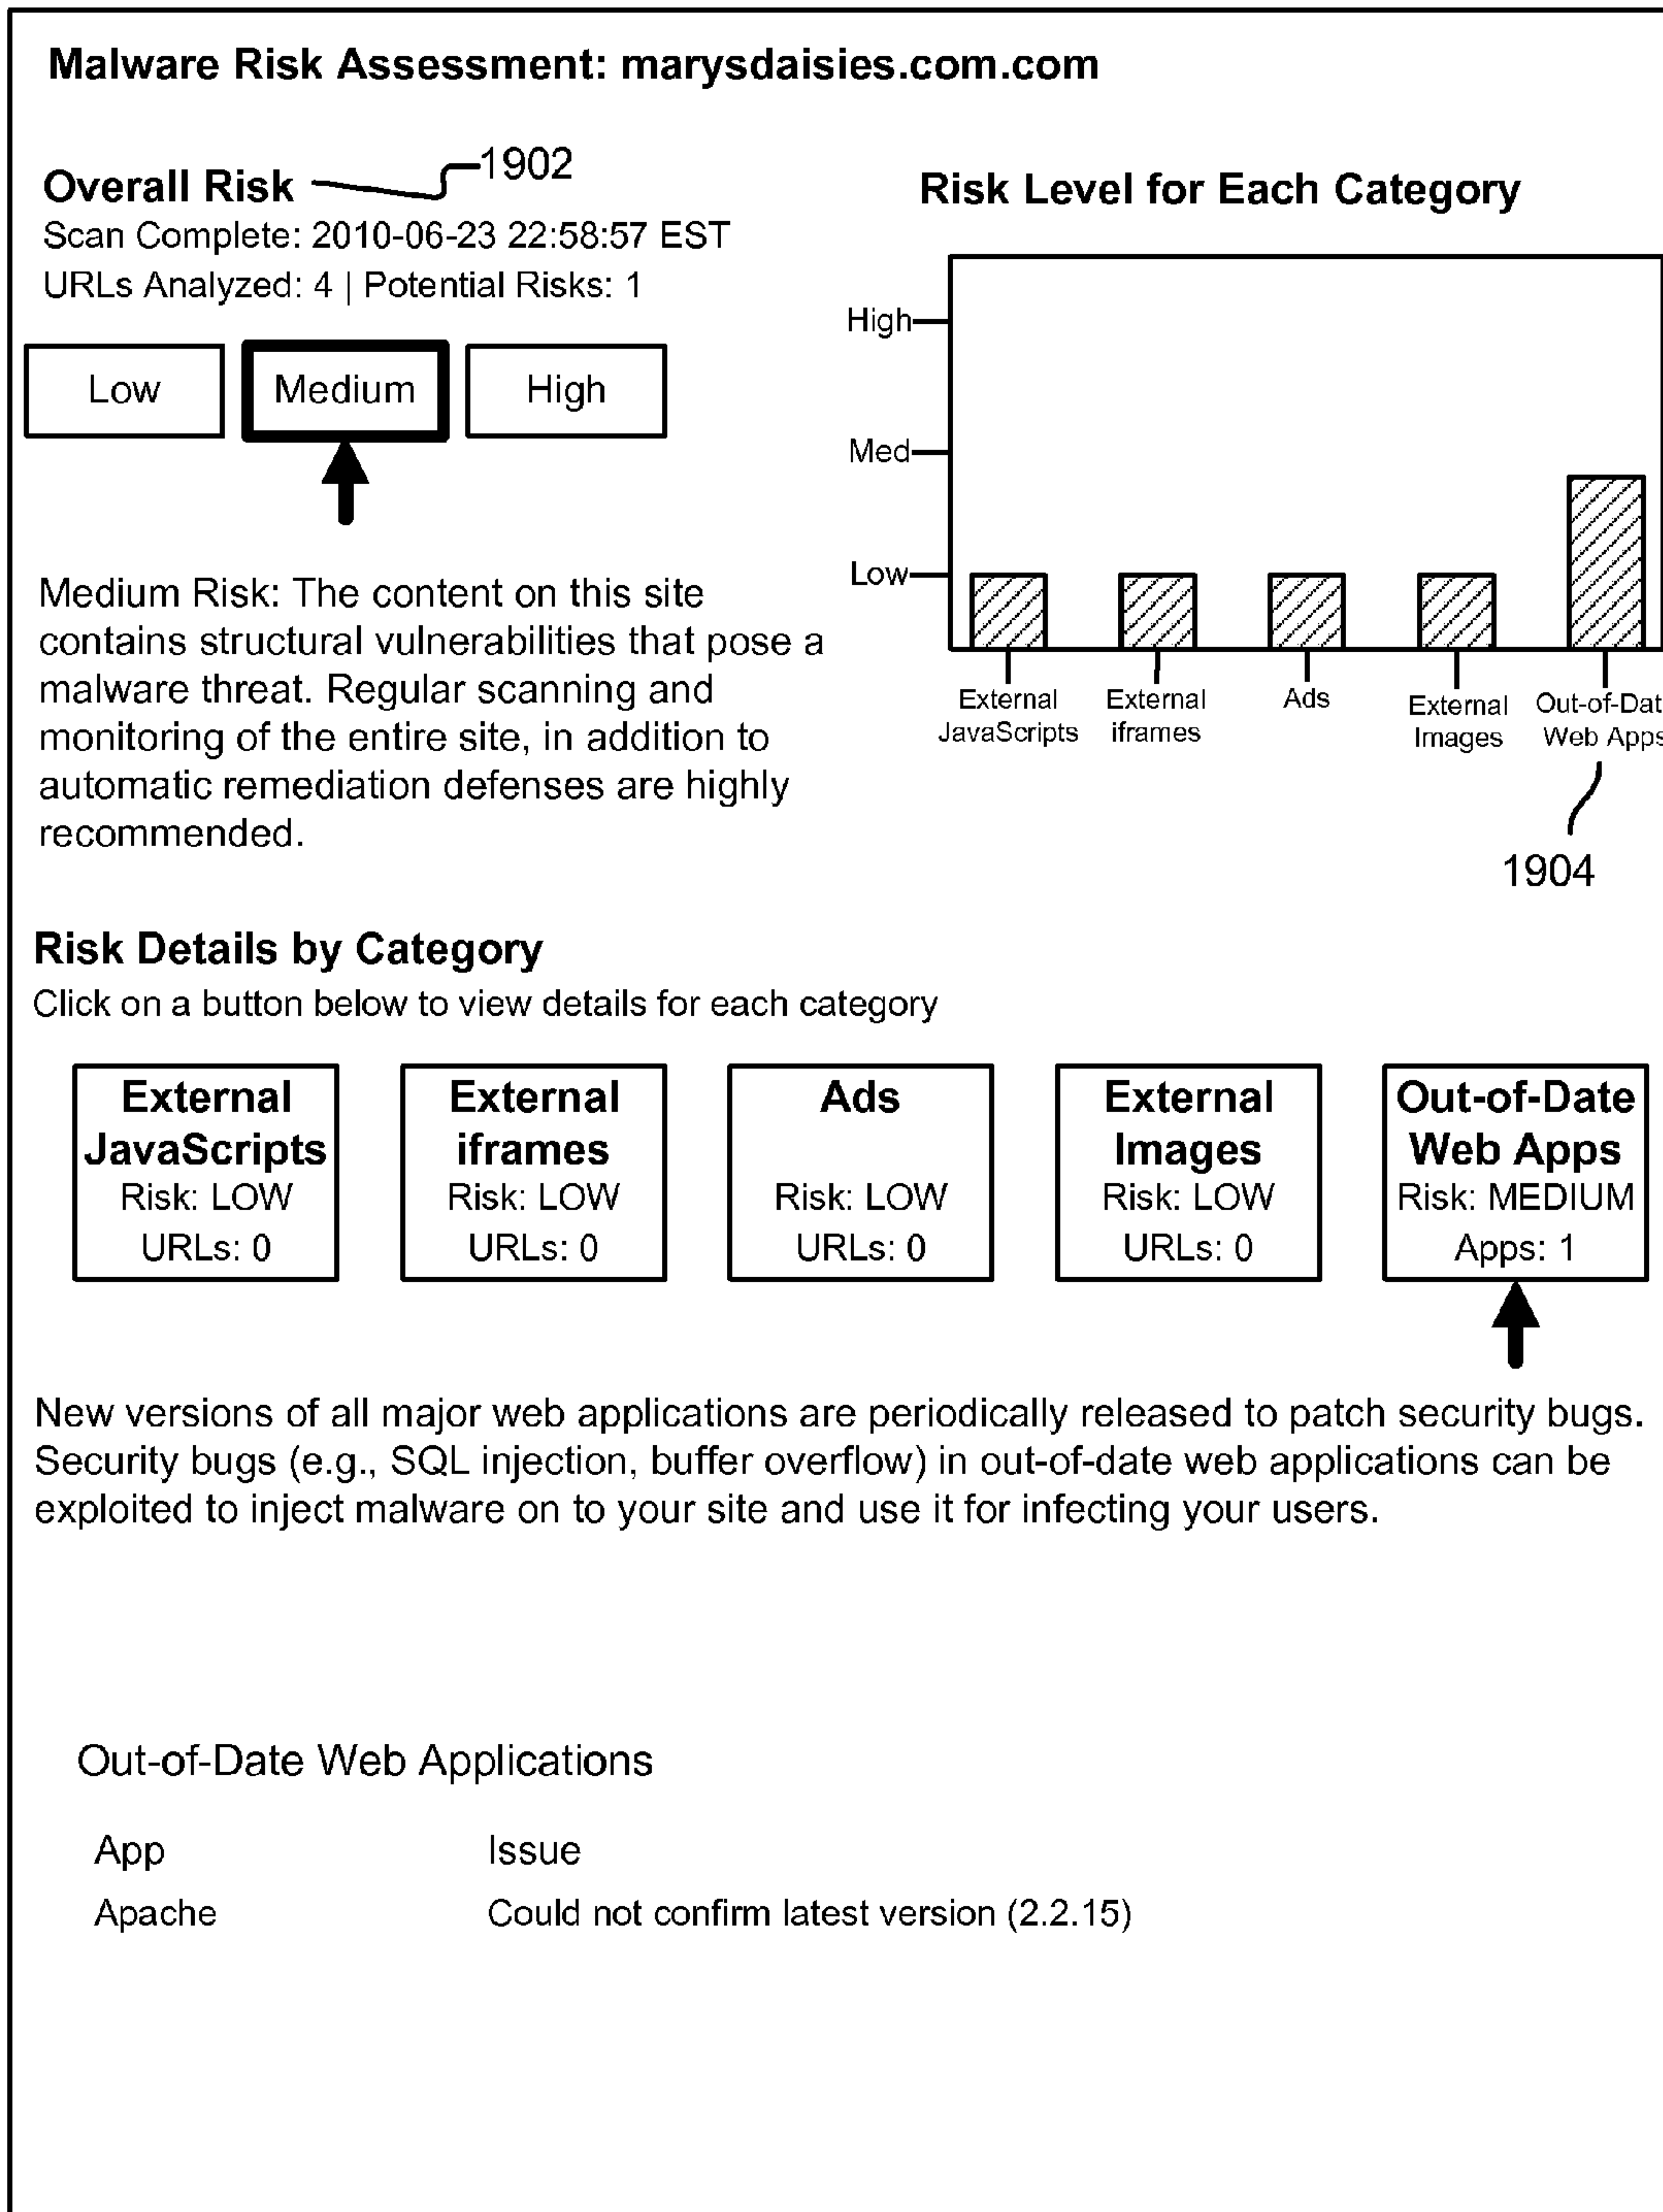 Malware Risk Assessment: marysdaisies.com.com
Overall Risk
1902
Scan Complete: 2010-06-23 22:58:57 EST
URLs Analyzed: 4 | Potential Risks: 1
Low
Medium
High
Medium Risk: The content on this site
contains structural vulnerabilities that pose a
malware threat. Regular scanning and
monitoring of the entire site, in addition to
automatic remediation defenses are highly
recommended.
Risk Level for Each Category
High
Med
Low
External
JavaScripts
External
iframes
Ads
External
Images
Out-of-Dat
Web Apps
1904
Risk Details by Category
Click on a button below to view details for each category
External
JavaScripts
Risk: LOW
URLs: 0
External
iframes
Risk: LOW
URLs: 0
Ads
Risk: LOW
URLs: 0
External
Images
Risk: LOW
URLs: 0
Out-of-Date
Web Apps
Risk: MEDIUM
Apps: 1
New versions of all major web applications are periodically released to patch security bugs.
Security bugs (e.g., SQL injection, buffer overflow) in out-of-date web applications can be
exploited to inject malware on to your site and use it for infecting your users.
Out-of-Date Web Applications
App Issue
Apache Could not confirm latest version (2.2.15)